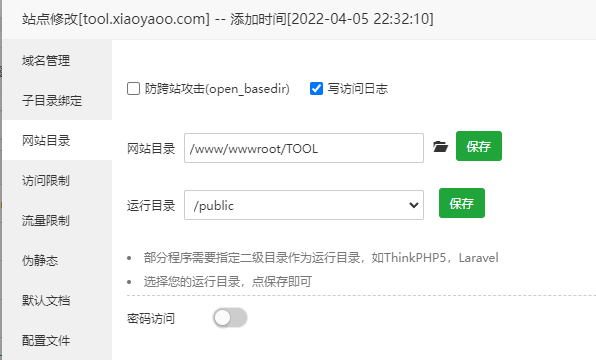 站点修改[tool.xiaoyaoo.com] -- 添加时间[2022-04-05 22:32:10]
域名管理
子目录绑定
网站目录
访问限制
流量限制
伪静态
默认文档
配置文件
防跨站攻击(open_basedir) 写访问日志
网站目录 /www/wwwroot/TOOL 保存
运行目录 /public 保存
部分程序需要指定二级目录作为运行目录，如ThinkPHP5，Laravel
选择您的运行目录，点保存即可
密码访问